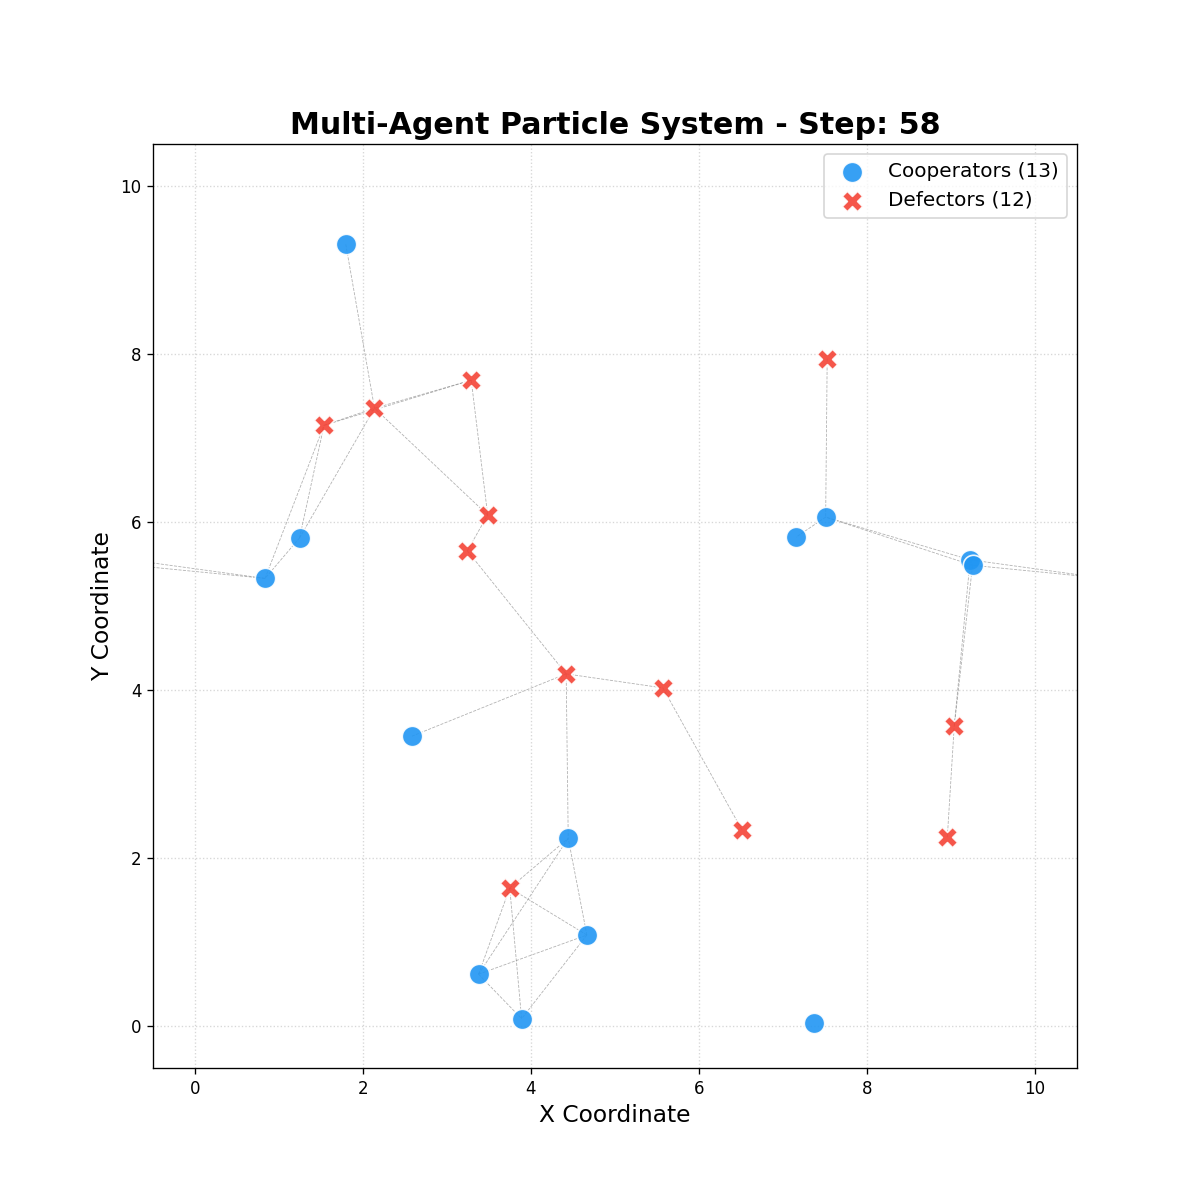 Multi-Agent Particle System - Step: 58
Cooperators (13)
Defectors (12)
Y Coordinate
10
8
6
4
2
0
0 2 4 6 8 10
X Coordinate